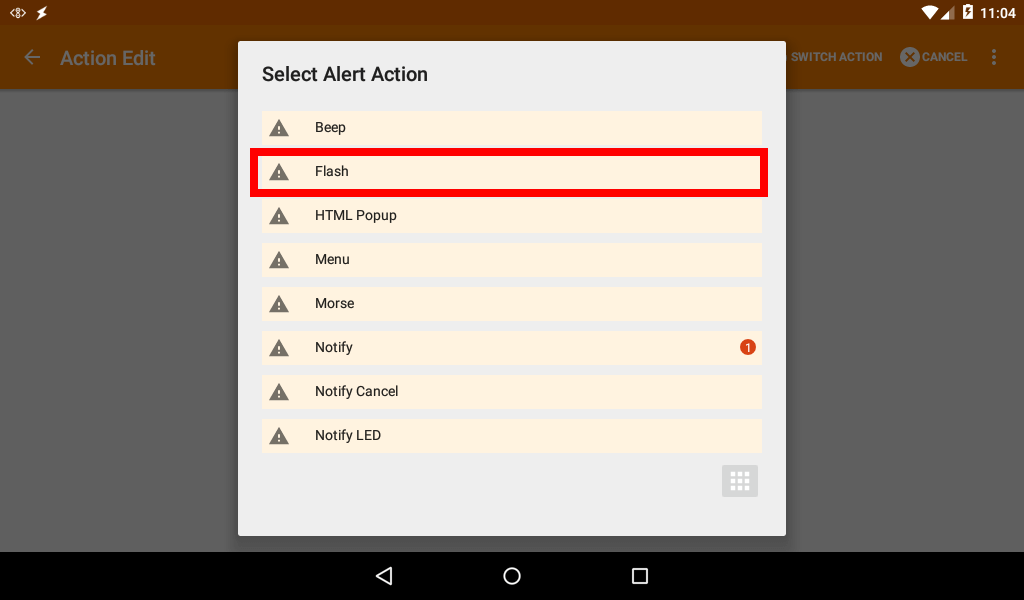 11:04
Action Edit
SWITCH ACTION
CANCEL
Select Alert Action
Beep
Flash
HTML Popup
Menu
Morse
Notify
1
Notify Cancel
Notify LED